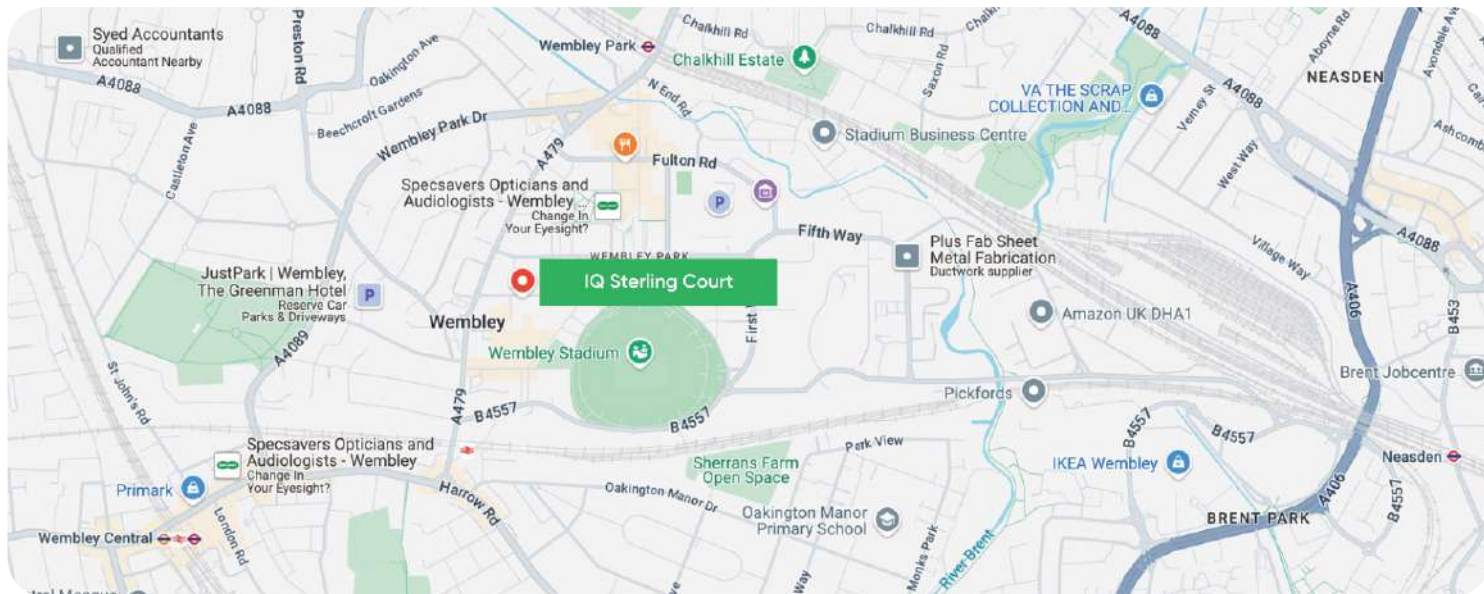 Syed Accountants
Qualified
Accountant Nearby
Preston Rd
Oakington Ave
Wembley Park
Chalkhill Rd
Chalkhill Rd
Chalkhill Estate
Saxon Rd
A4088
Aboyne Rd
Avondale Ave
NEASDEN
A4088
A4088
Beechcroft Gardens
Castleton Ave
Wembley Park Dr
A479
N End Rd
VA THE SCRAP
COLLECTION AND...
Verney St
A4088
Stadium Business Centre
West Way
Fulton Rd
Specsavers Opticians and
Audiologists - Wembley ...
Change In
Your Eyesight?
P
Fifth Way
Plus Fab Sheet
Metal Fabrication
Ductwork supplier
Village Way
A4088
WEMBLEY PARK
JustPark | Wembley,
The Greenman Hotel
Reserve Car
Parks & Driveways
P
IQ Sterling Court
A406
B453
Wembley
First
Amazon UK DHA1
A4089
Wembley Stadium
St John's Rd
A479
B4557
B4557
Pickfords
Brent Jobcentre
B4557
B4557
Specsavers Opticians and
Audiologists - Wembley
Change In
Your Eyesight?
Park View
Sherrans Farm
Open Space
IKEA Wembley
Neasden
Primark
London Rd
Harrow Rd
Oakington Manor Dr
Oakington Manor
Primary School
A406
B4557
BRENT PARK
Wembley Central
Monks Park
River Brent
Way